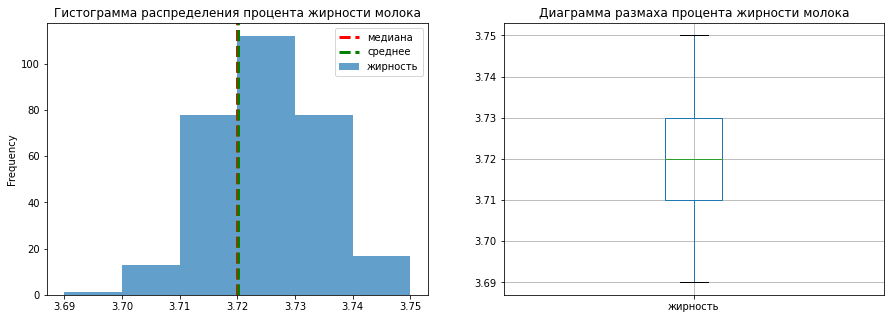 Гистограмма распределения процента жирности молока
медиана
среднее
жирность
Frequency
100
80
60
40
20
0
3.69 3.70 3.71 3.72 3.73 3.74 3.75
Диаграмма размаха процента жирности молока
3.75
3.74
3.73
3.72
3.71
3.70
3.69
жирность